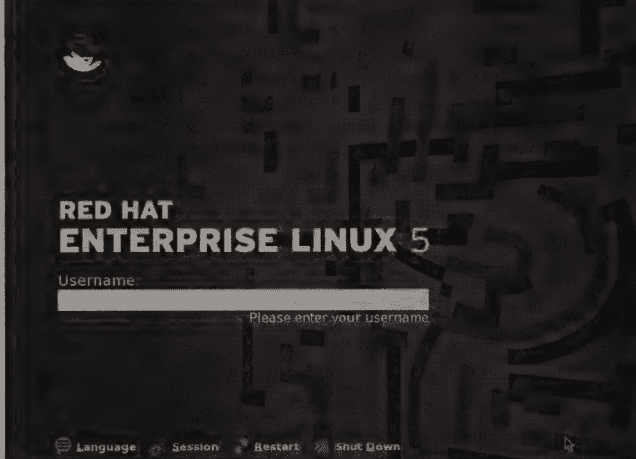 RED HAT
ENTERPRISE LINUX 5
Username:
Please enter your username
Language Session Restart Shut Down